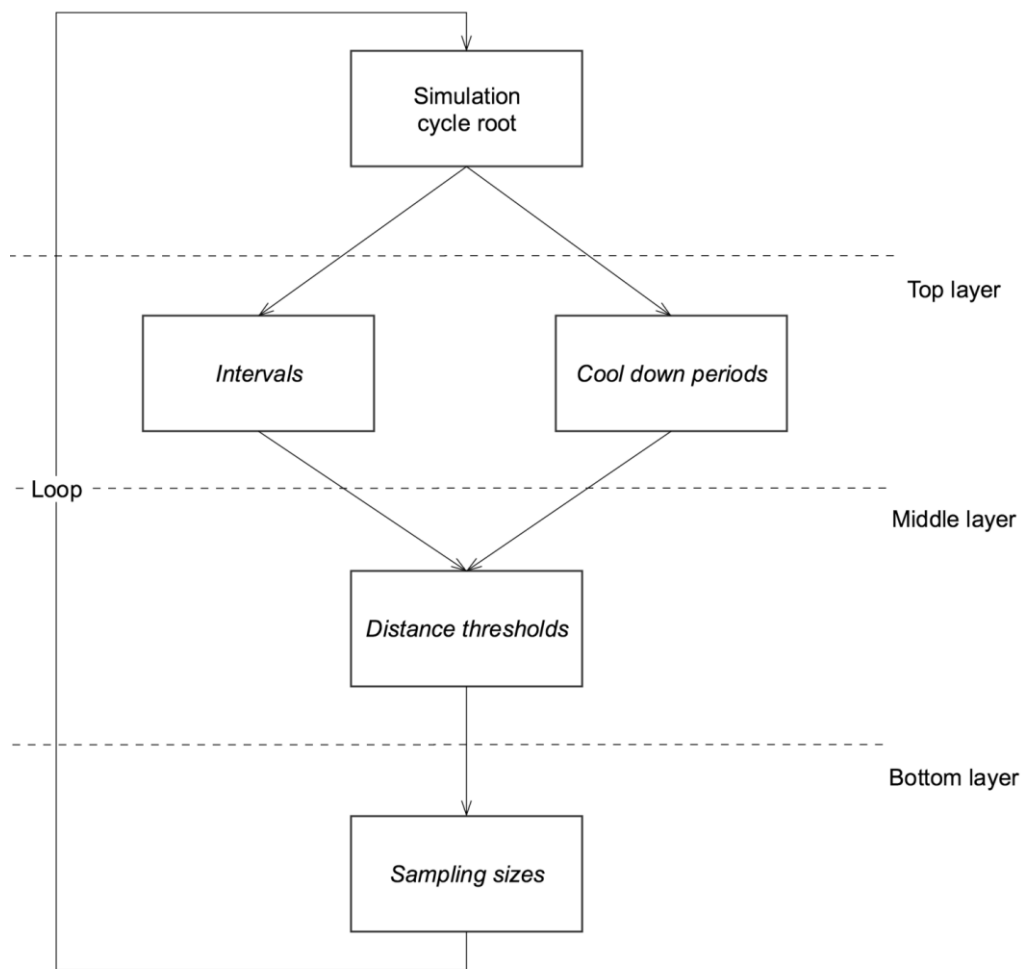 Simulation
cycle root
Top layer
Intervals
Cool down periods
Loop
Middle layer
Distance thresholds
Bottom layer
Sampling sizes